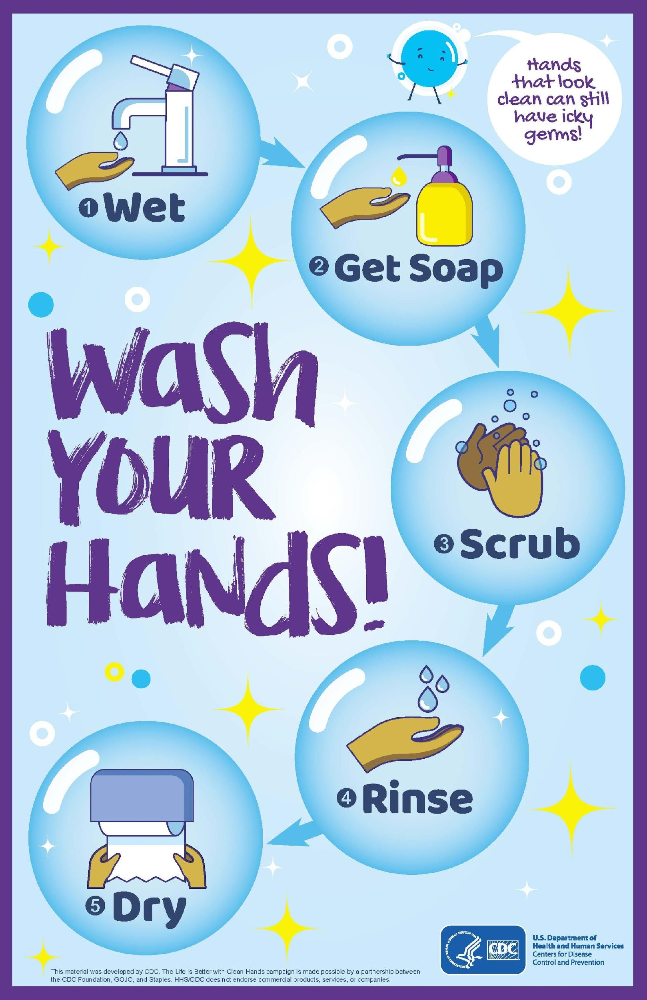 Hands
that look
clean can still
have icky
germs!
1 Wet
2 Get Soap
Wash
Your
Hands!
3 Scrub
4 Rinse
5 Dry
CDC
U.S. Department of
Health and Human Services
Centers for Disease
Control and Prevention
This material was developed by CDC. The Life is Better with Clean Hands campaign is made possible by a partnership between
the CDC Foundation, GOJO, and Staples. HHS/CDC does not endorse commercial products, services, or companies.